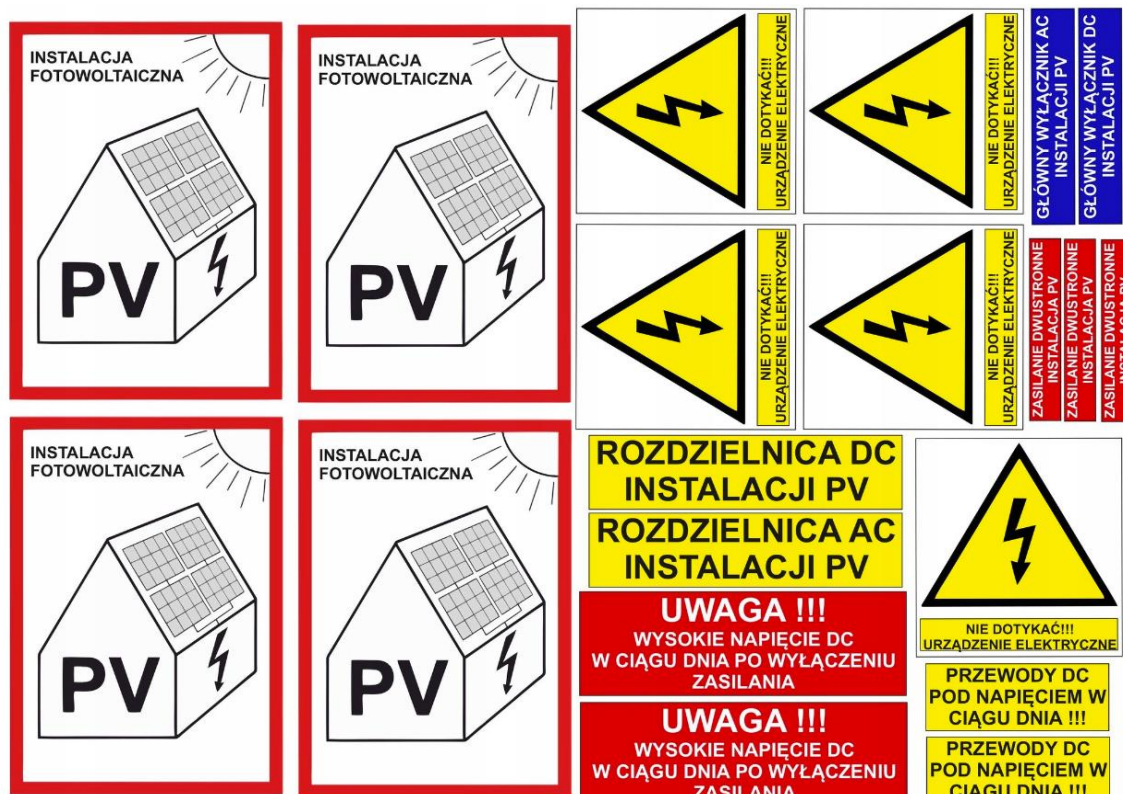 INSTALACJA
FOTOWOLTAICZNA
PV
INSTALACJA
FOTOWOLTAICZNA
PV
INSTALACJA
FOTOWOLTAICZNA
PV
INSTALACJA
FOTOWOLTAICZNA
PV
NIE DOTYKAĆ!!!
URZĄDZENIE ELEKTRYCZNE
NIE DOTYKAĆ!!!
URZĄDZENIE ELEKTRYCZNE
GŁÓWNY WYŁĄCZNIK AC
INSTALACJI PV
GŁÓWNY WYŁĄCZNIK DC
INSTALACJI PV
NIE DOTYKAĆ!!!
URZĄDZENIE ELEKTRYCZNE
NIE DOTYKAĆ!!!
URZĄDZENIE ELEKTRYCZNE
ZASILANIE DWUSTRONNE
INSTALACJA PV
ZASILANIE DWUSTRONNE
INSTALACJA PV
ZASILANIE DWUSTRONNE
INSTALACJA PV
ROZDZIELNICA DC
INSTALACJI PV
ROZDZIELNICA AC
INSTALACJI PV
UWAGA !!!
WYSOKIE NAPIĘCIE DC
W CIĄGU DNIA PO WYŁĄCZENIU
ZASILANIA
UWAGA !!!
WYSOKIE NAPIĘCIE DC
W CIĄGU DNIA PO WYŁĄCZENIU
ZASILANIA
NIE DOTYKAĆ!!!
URZĄDZENIE ELEKTRYCZNE
PRZEWODY DC
POD NAPIĘCIEM W
CIĄGU DNIA !!!
PRZEWODY DC
POD NAPIĘCIEM W
CIĄGU DNIA !!!